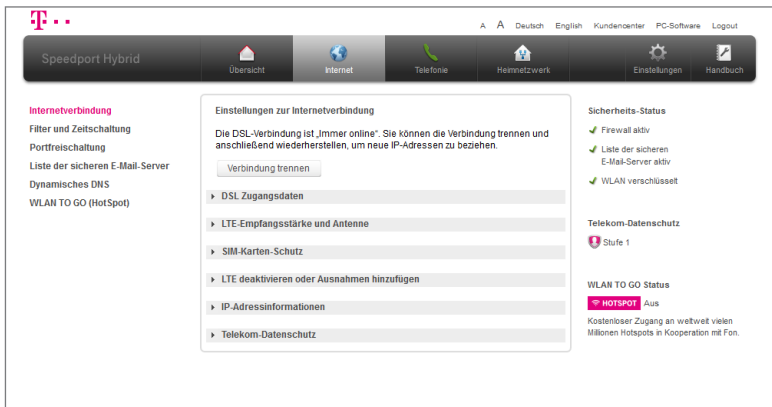 T
A A Deutsch English Kundencenter PC-Software Logout
Speedport Hybrid
Übersicht
Internet
Telefonie
Heimnetzwerk
Einstellungen
Handbuch
Internetverbindung
Filter und Zeitschaltung
Portfreischaltung
Liste der sicheren E-Mail-Server
Dynamisches DNS
WLAN TO GO (HotSpot)
Einstellungen zur Internetverbindung
Die DSL-Verbindung ist „Immer online“. Sie können die Verbindung trennen und
anschließend wiederherstellen, um neue IP-Adressen zu beziehen.
Verbindung trennen
DSL Zugangsdaten
LTE-Empfangsstärke und Antenne
SIM-Karten-Schutz
LTE deaktivieren oder Ausnahmen hinzufügen
IP-Adressinformationen
Telekom-Datenschutz
Sicherheits-Status
Firewall aktiv
Liste der sicheren
E-Mail-Server aktiv
WLAN verschlüsselt
Telekom-Datenschutz
Stufe 1
WLAN TO GO Status
HOTSPOT Aus
Kostenloser Zugang an weltweit vielen
Millionen Hotspots in Kooperation mit Fon.